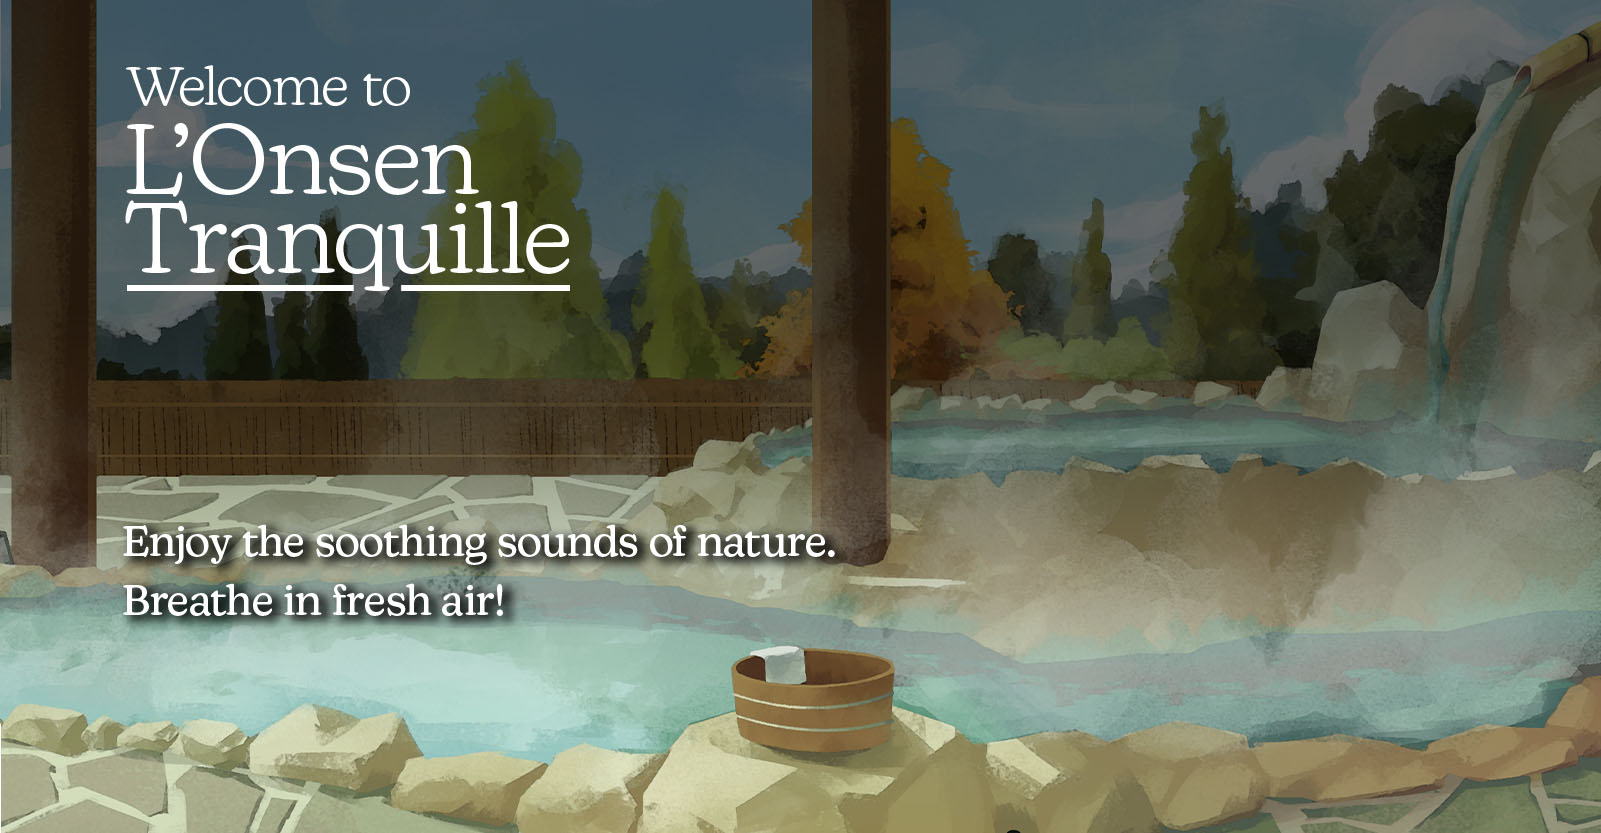 Welcome to
L’Onsen
Tranquille
Enjoy the soothing sounds of nature.
Breathe in fresh air!